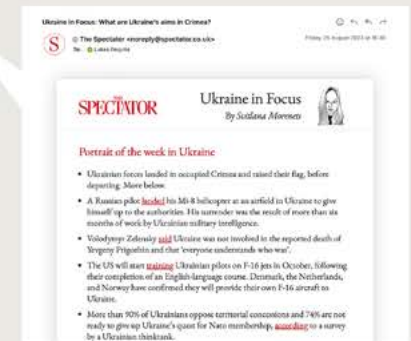 Ukraine in Focus: What are Ukraine's aims in Crimea?
S
The Spectator <noreply@spectator.co.uk>
To:
Friday, 25 August 2023 at
THE
SPECTATOR
Ukraine in Focus
By Svitlana Morenets
Portrait of the week in Ukraine
• Ukrainian forces landed in occupied Crimea and raised their flag, before
departing. More below.
• A Russian pilot landed his Mi-8 helicopter at an airfield in Ukraine to give
himself up to the authorities. His surrender was the result of more than six
months of work by Ukrainian military intelligence.
• Volodymyr Zelensky said Ukraine was not involved in the reported death of
Yevgeny Prigozhin and that 'everyone understands who was'.
• The US will start training Ukrainian pilots on F-16 jets in October, following
their completion of an English-language course. Denmark, the Netherlands,
and Norway have confirmed they will provide their own F-16 aircraft to
Ukraine.
• More than 90% of Ukrainians oppose territorial concessions and 74% are not
ready to give up Ukraine's quest for Nato membership, according to a survey
by a Ukrainian thinktank.